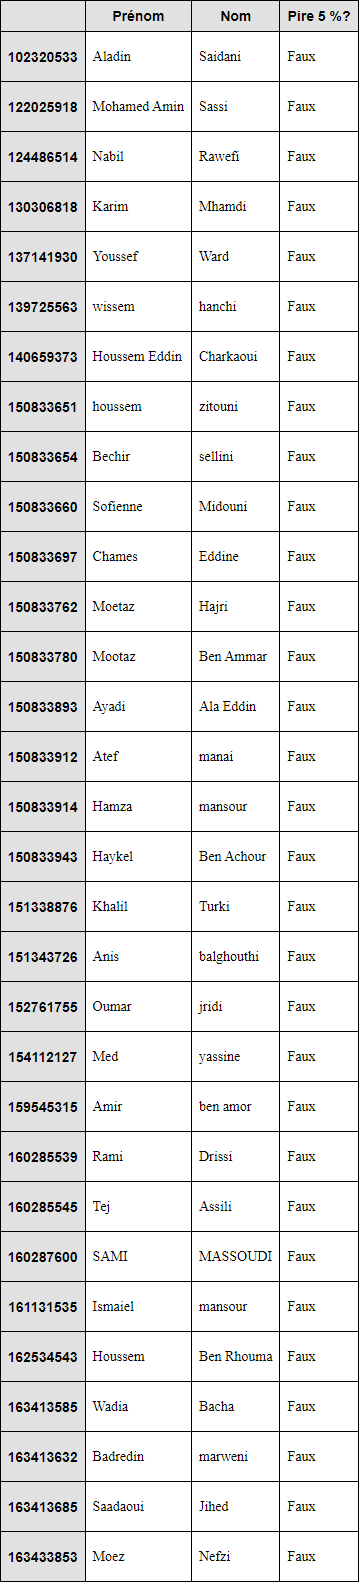 Prénom Nom Pire 5 %?
102320533 Aladin Saidani Faux
122025918 Mohamed Amin Sassi Faux
124486514 Nabil Rawefi Faux
130306818 Karim Mhamdi Faux
137141930 Youssef Ward Faux
139725563 wissem hanchi Faux
140659373 Houssem Eddin Charkaoui Faux
150833651 houssem zitouni Faux
150833654 Bechir sellini Faux
150833660 Sofienne Midouni Faux
150833697 Chames Eddine Faux
150833762 Moetaz Hajri Faux
150833780 Mootaz Ben Ammar Faux
150833893 Ayadi Ala Eddin Faux
150833912 Atef manai Faux
150833914 Hamza mansour Faux
150833943 Haykel Ben Achour Faux
151338876 Khalil Turki Faux
151343726 Anis balghouthi Faux
152761755 Oumar jridi Faux
154112127 Med yassine Faux
159545315 Amir ben amor Faux
160285539 Rami Drissi Faux
160285545 Tej Assili Faux
160287600 SAMI MASSOUDI Faux
161131535 Ismaiel mansour Faux
162534543 Houssem Ben Rhouma Faux
163413585 Wadia Bacha Faux
163413632 Badredin marweni Faux
163413685 Saadaoui Jihed Faux
163433853 Moez Nefzi Faux